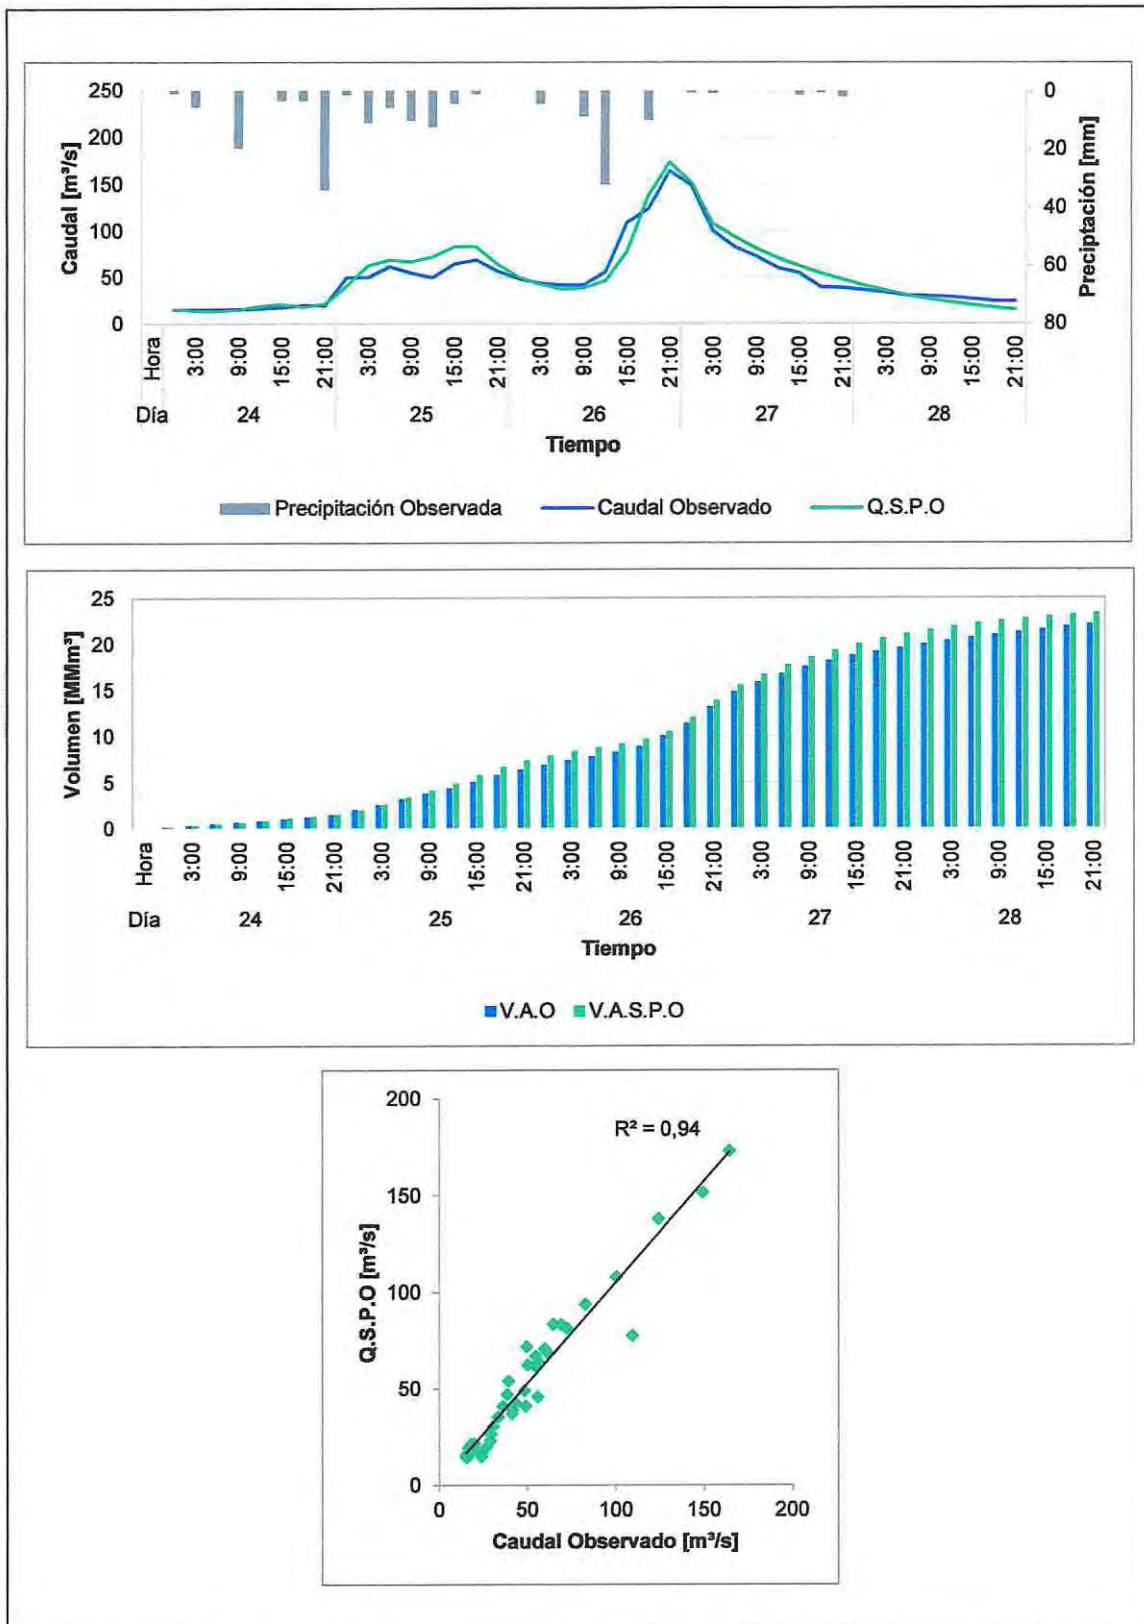 250
200
150
100
50
0
Caudal [m³/s]
0
20
40
60
80
Preciptación [mm]
Hora 3:00 9:00 15:00 21:00 3:00 9:00 15:00 21:00 3:00 9:00 15:00 21:00 3:00 9:00 15:00 21:00 3:00 9:00 15:00 21:00
Día 24 25 26 27 28
Tiempo
Precipitación Observada Caudal Observado Q.S.P.O
25
20
15
10
5
0
Volumen [MMm³]
Hora 3:00 9:00 15:00 21:00 3:00 9:00 15:00 21:00 3:00 9:00 15:00 21:00 3:00 9:00 15:00 21:00 3:00 9:00 15:00 21:00
Día 24 25 26 27 28
Tiempo
V.A.O V.A.S.P.O
200
150
100
50
0
Q.S.P.O [m³/s]
R² = 0,94
0 50 100 150 200
Caudal Observado [m³/s]